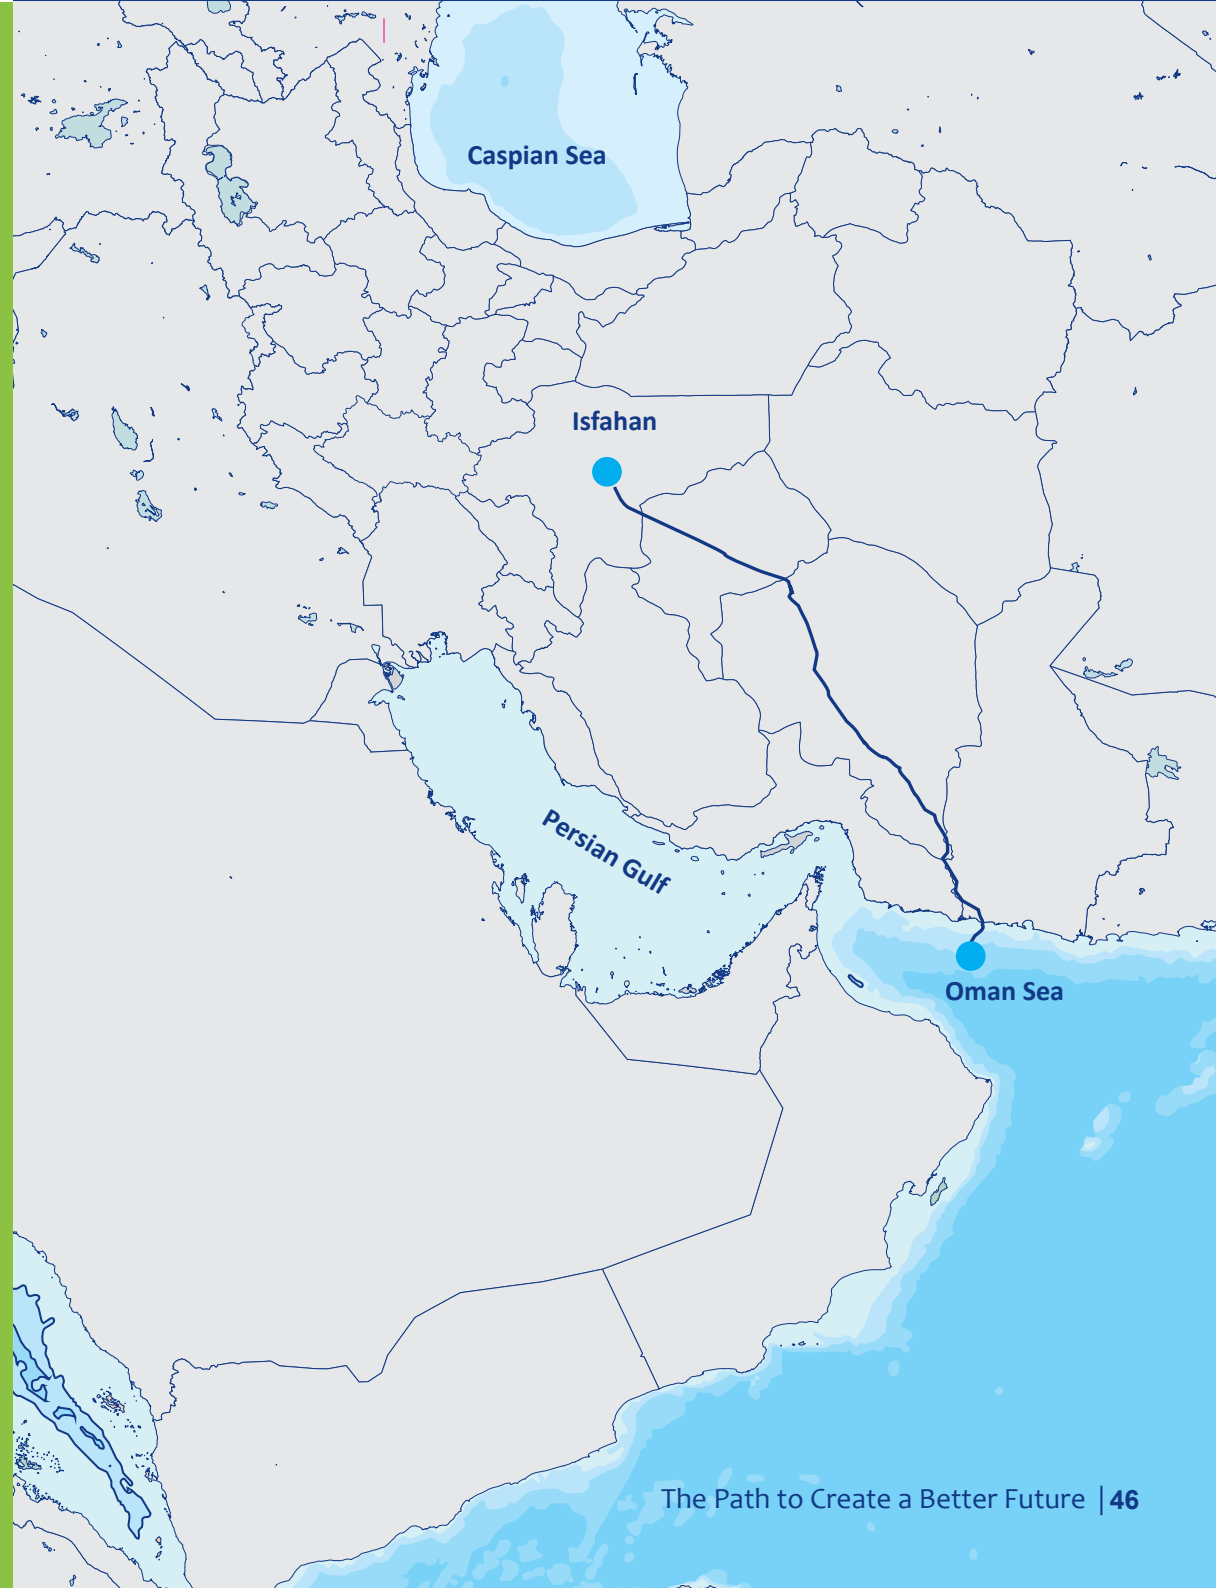 Caspian Sea
Isfahan
Persian Gulf
Oman Sea
The Path to Create a Better Future | 46